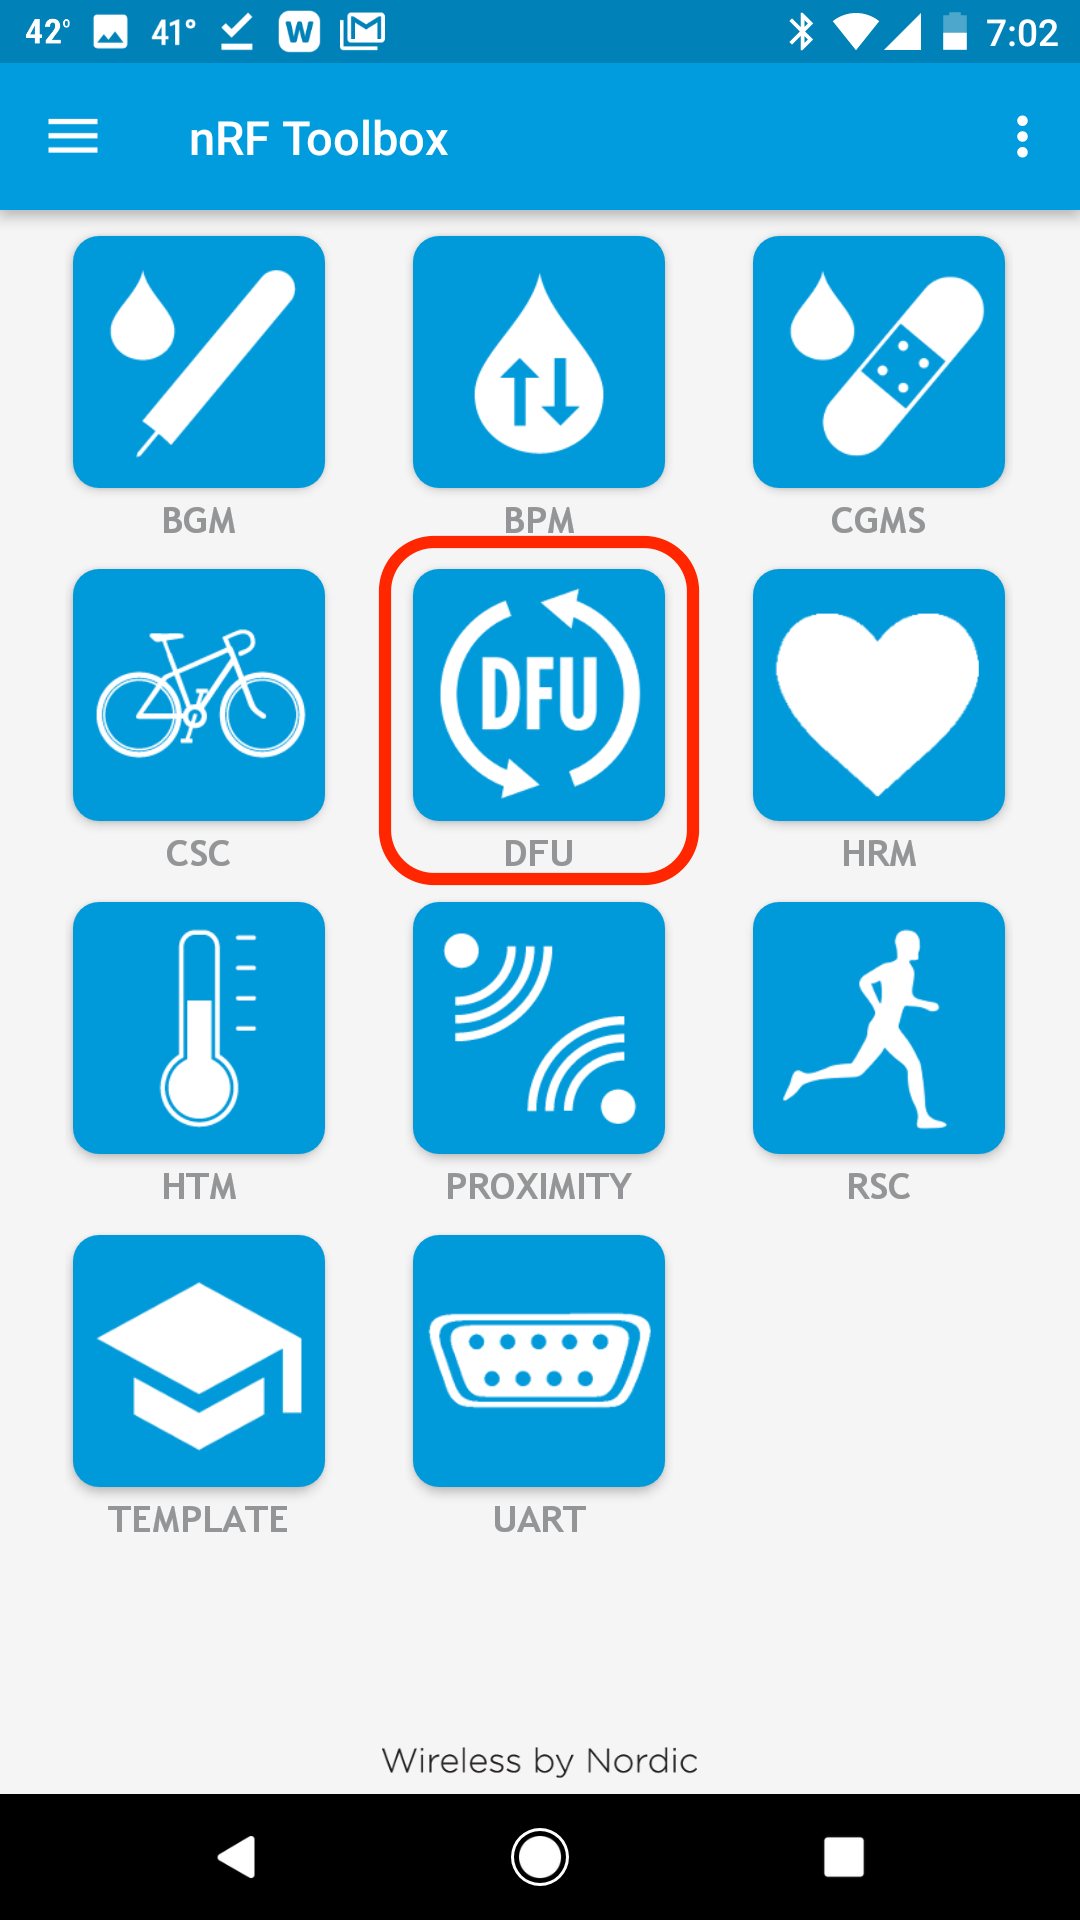 42° 41° W 7:02
nRF Toolbox
BGM BPM CGMS
DFU
CSC DFU HRM
HTM PROXIMITY RSC
TEMPLATE UART
Wireless by Nordic